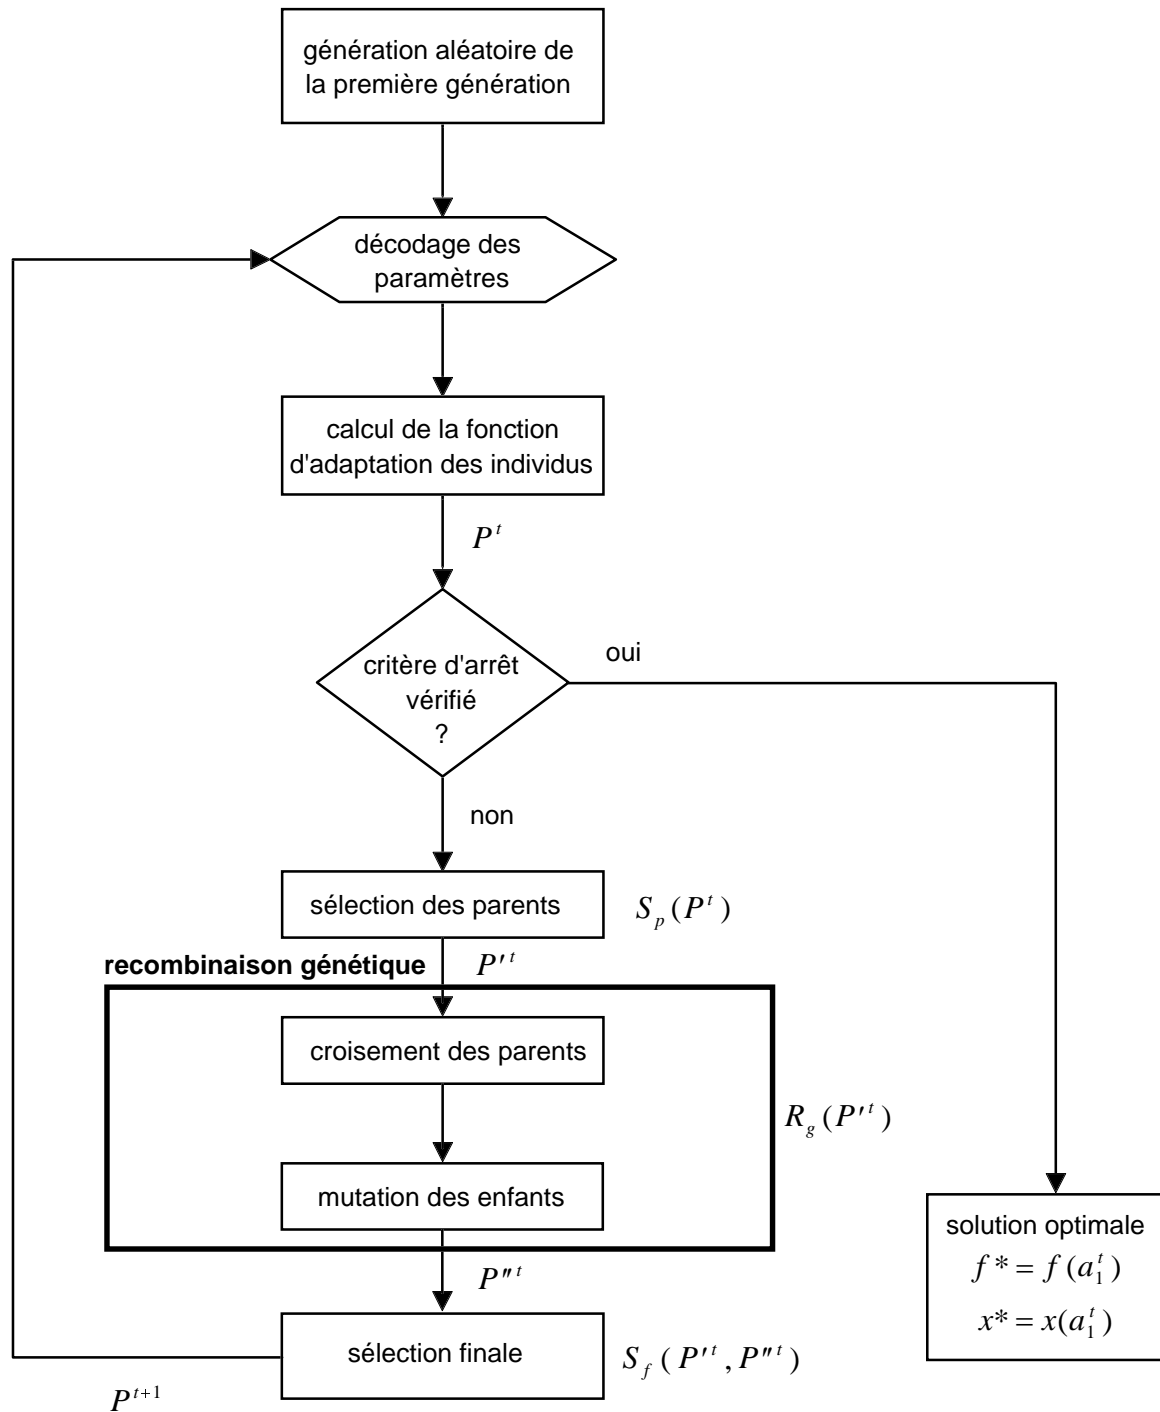 génération aléatoire de
la première génération
décodage des
paramètres
calcul de la fonction
d'adaptation des individus
P^t
critère d'arrêt
vérifié
?
oui
non
sélection des parents
S_p(P^t)
recombinaison génétique
P'^t
croisement des parents
R_g(P'^t)
mutation des enfants
P''^t
solution optimale
f* = f(a_1^t)
x* = x(a_1^t)
sélection finale
S_f(P'^t, P''^t)
P^{t+1}